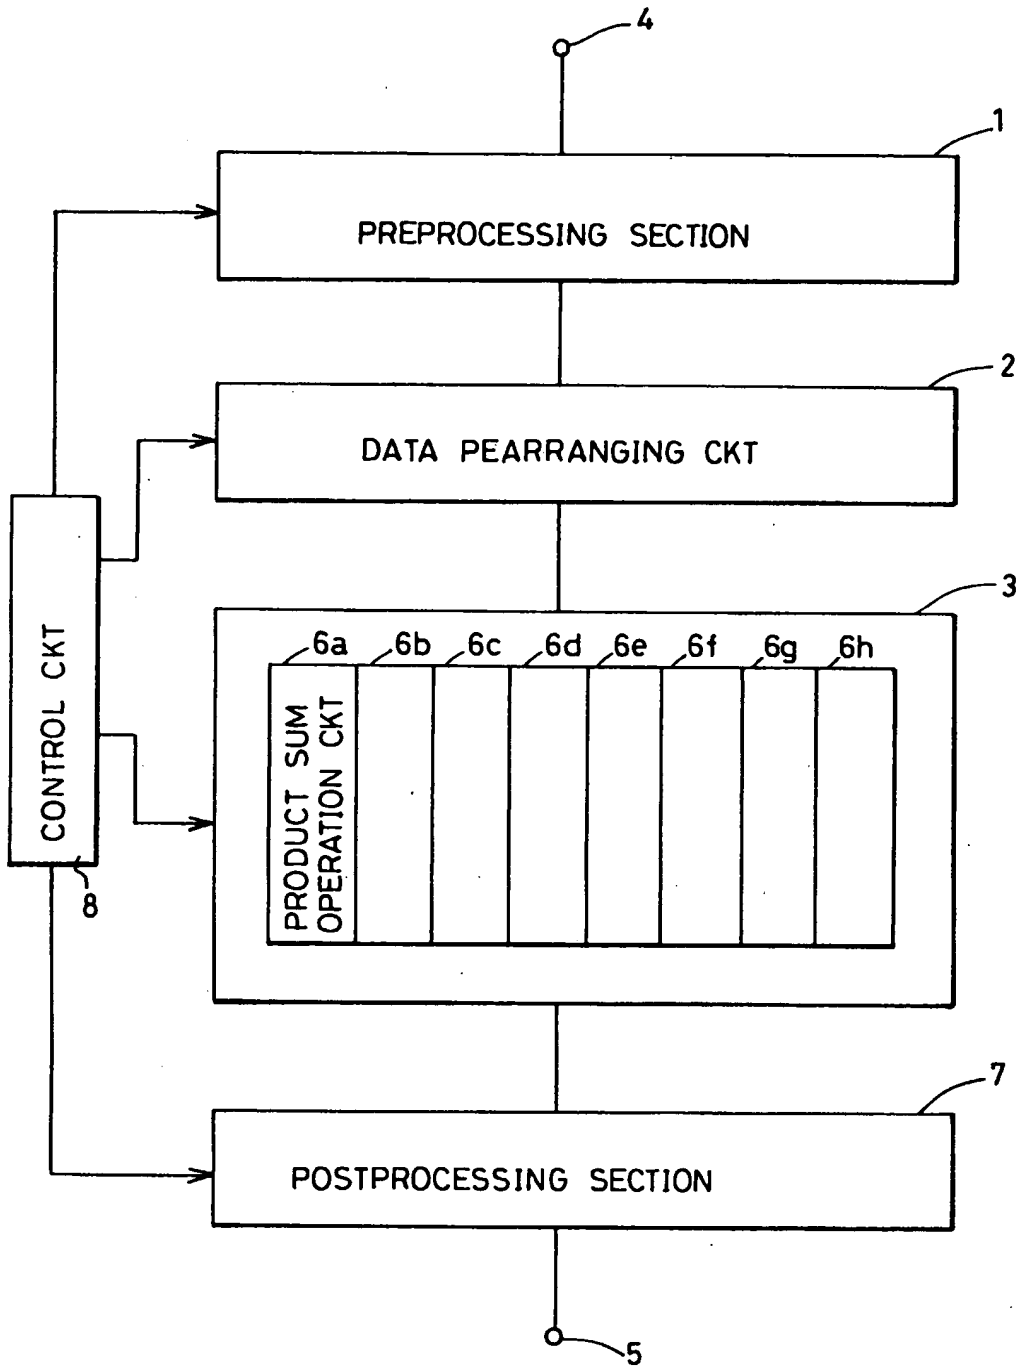 4
1
PREPROCESSING SECTION
2
DATA PEARRANGING CKT
3
6a 6b 6c 6d 6e 6f 6g 6h
PRODUCT SUM
OPERATION CKT
CONTROL CKT
8
7
POSTPROCESSING SECTION
5